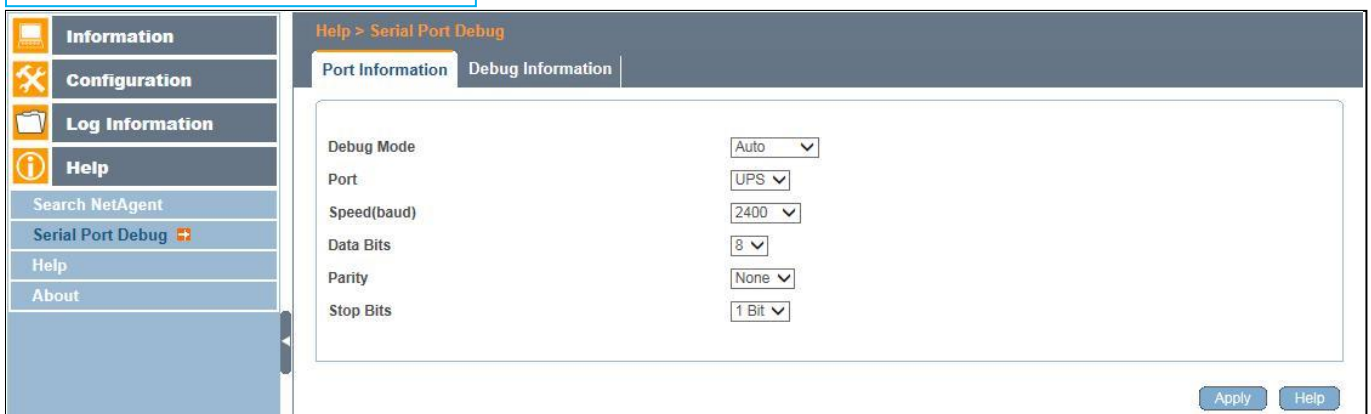 Information
Configuration
Log Information
Help
Search NetAgent
Serial Port Debug
Help
About
Help > Serial Port Debug
Port Information Debug Information
Debug Mode Auto
Port UPS
Speed(baud) 2400
Data Bits 8
Parity None
Stop Bits 1 Bit
Apply Help